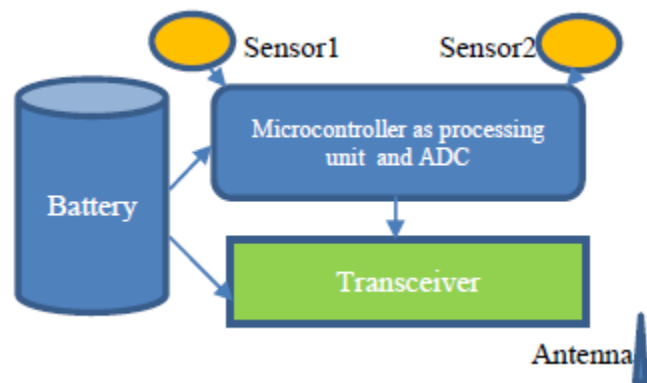 Sensor1
Sensor2
Microcontroller as processing
unit and ADC
Battery
Transceiver
Antenna